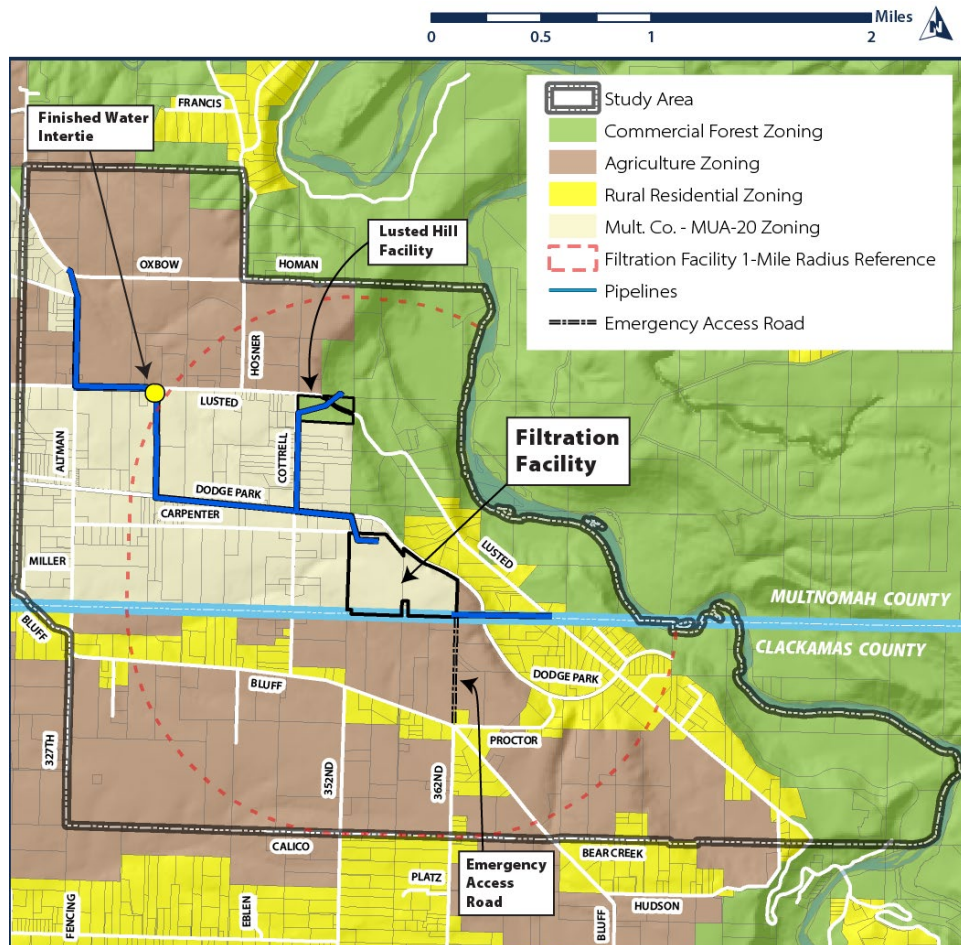 Miles
0 0.5 1 2
Study Area
Commercial Forest Zoning
Agriculture Zoning
Rural Residential Zoning
Mult. Co. - MUA-20 Zoning
Filtration Facility 1-Mile Radius Reference
Pipelines
Emergency Access Road
FRANCIS
Finished Water
Intertie
Lusted Hill
Facility
OXBOW
HOMAN
HOSNER
LUSTED
ALTMAN
COTTRELL
Filtration
Facility
DODGE PARK
CARPENTER
LUSTED
MILLER
MULTNOMAH COUNTY
CLACKAMAS COUNTY
BLUFF
BLUFF
DODGE PARK
PROCTOR
327TH
352ND
362ND
CALICO
BEAR CREEK
Emergency
Access
Road
PLATZ
HUDSON
FENCING
EBLEN
BLUFF